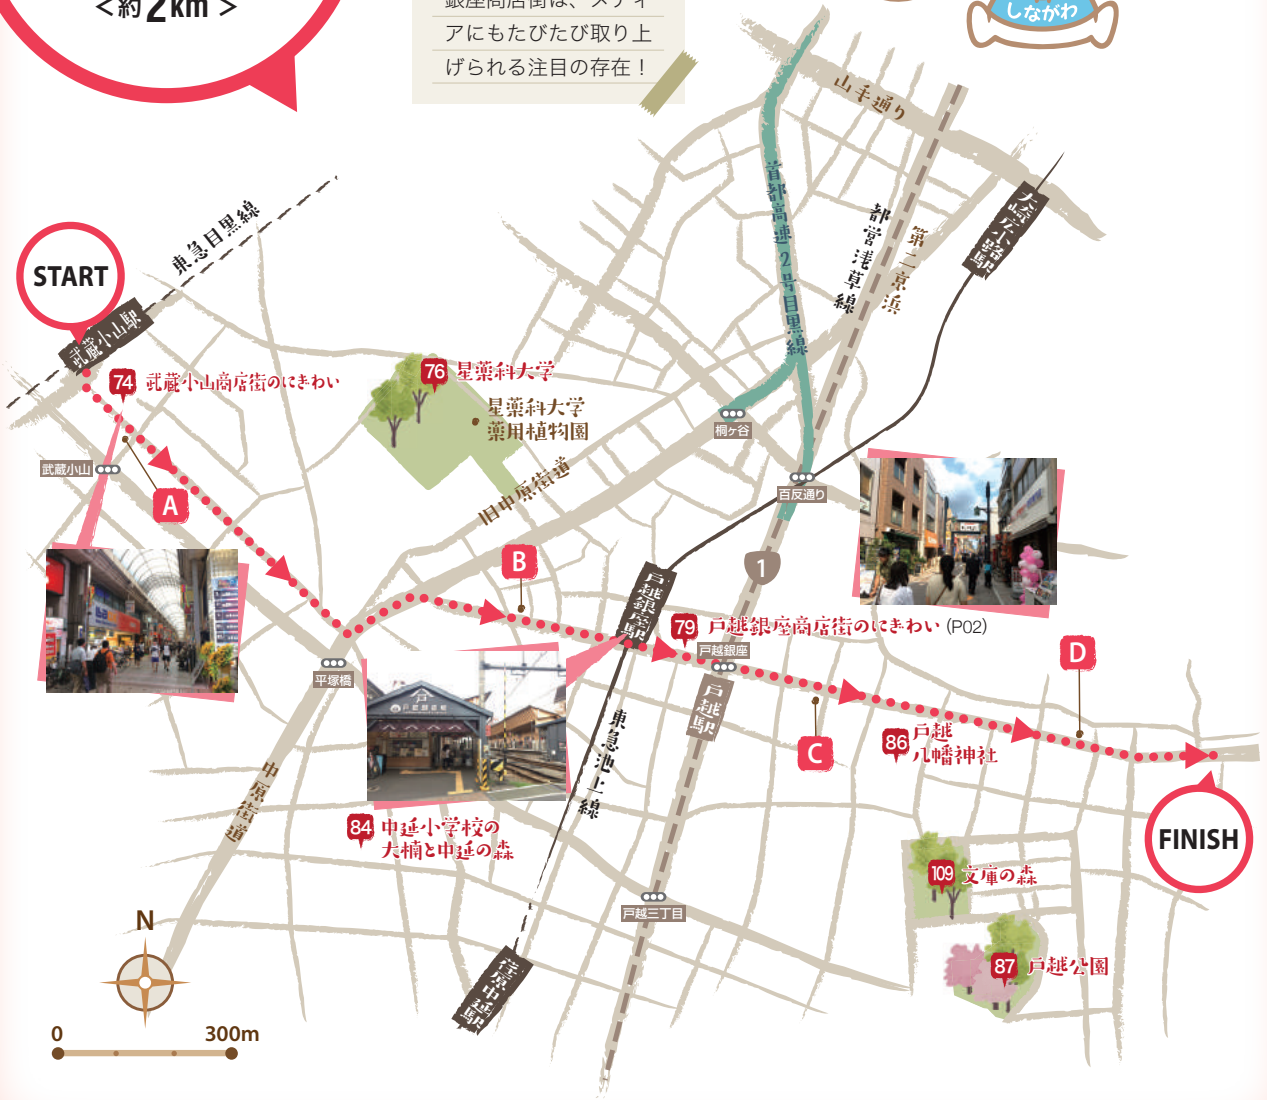 ＜約2km＞
銀座商店街は、メディ
アにもたびたび取り上
げられる注目の存在！
しながわ
山手通り
首都高速2号目黒線
都営浅草線
第二京浜
大崎広小路駅
東急目黒線
START
武蔵小山駅
74 武蔵小山商店街のにぎわい
76 星薬科大学
星薬科大学
薬用植物園
桐ヶ谷
武蔵小山
A
旧中原街道
百反通り
B
1
戸越銀座駅
79 戸越銀座商店街のにぎわい (P02)
戸越銀座
D
平塚橋
戸越駅
東急池上線
C
86 戸越
八幡神社
中原街道
84 中延小学校の
大楠と中延の森
FINISH
109 文庫の森
戸越三丁目
87 戸越公園
荏原中延駅
N
0 300m